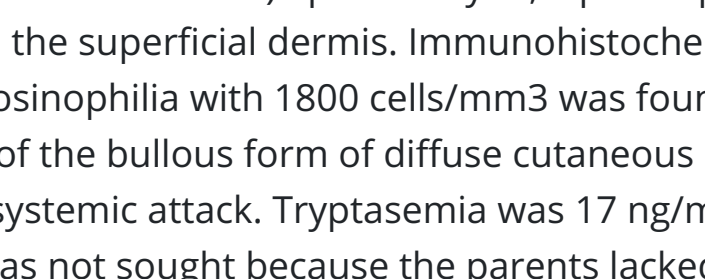 the superficial dermis. Immunohistoche
osinophilia with 1800 cells/mm3 was foun
of the bullous form of diffuse cutaneous
systemic attack. Tryptasemia was 17 ng/m
as not sought because the parents lacked